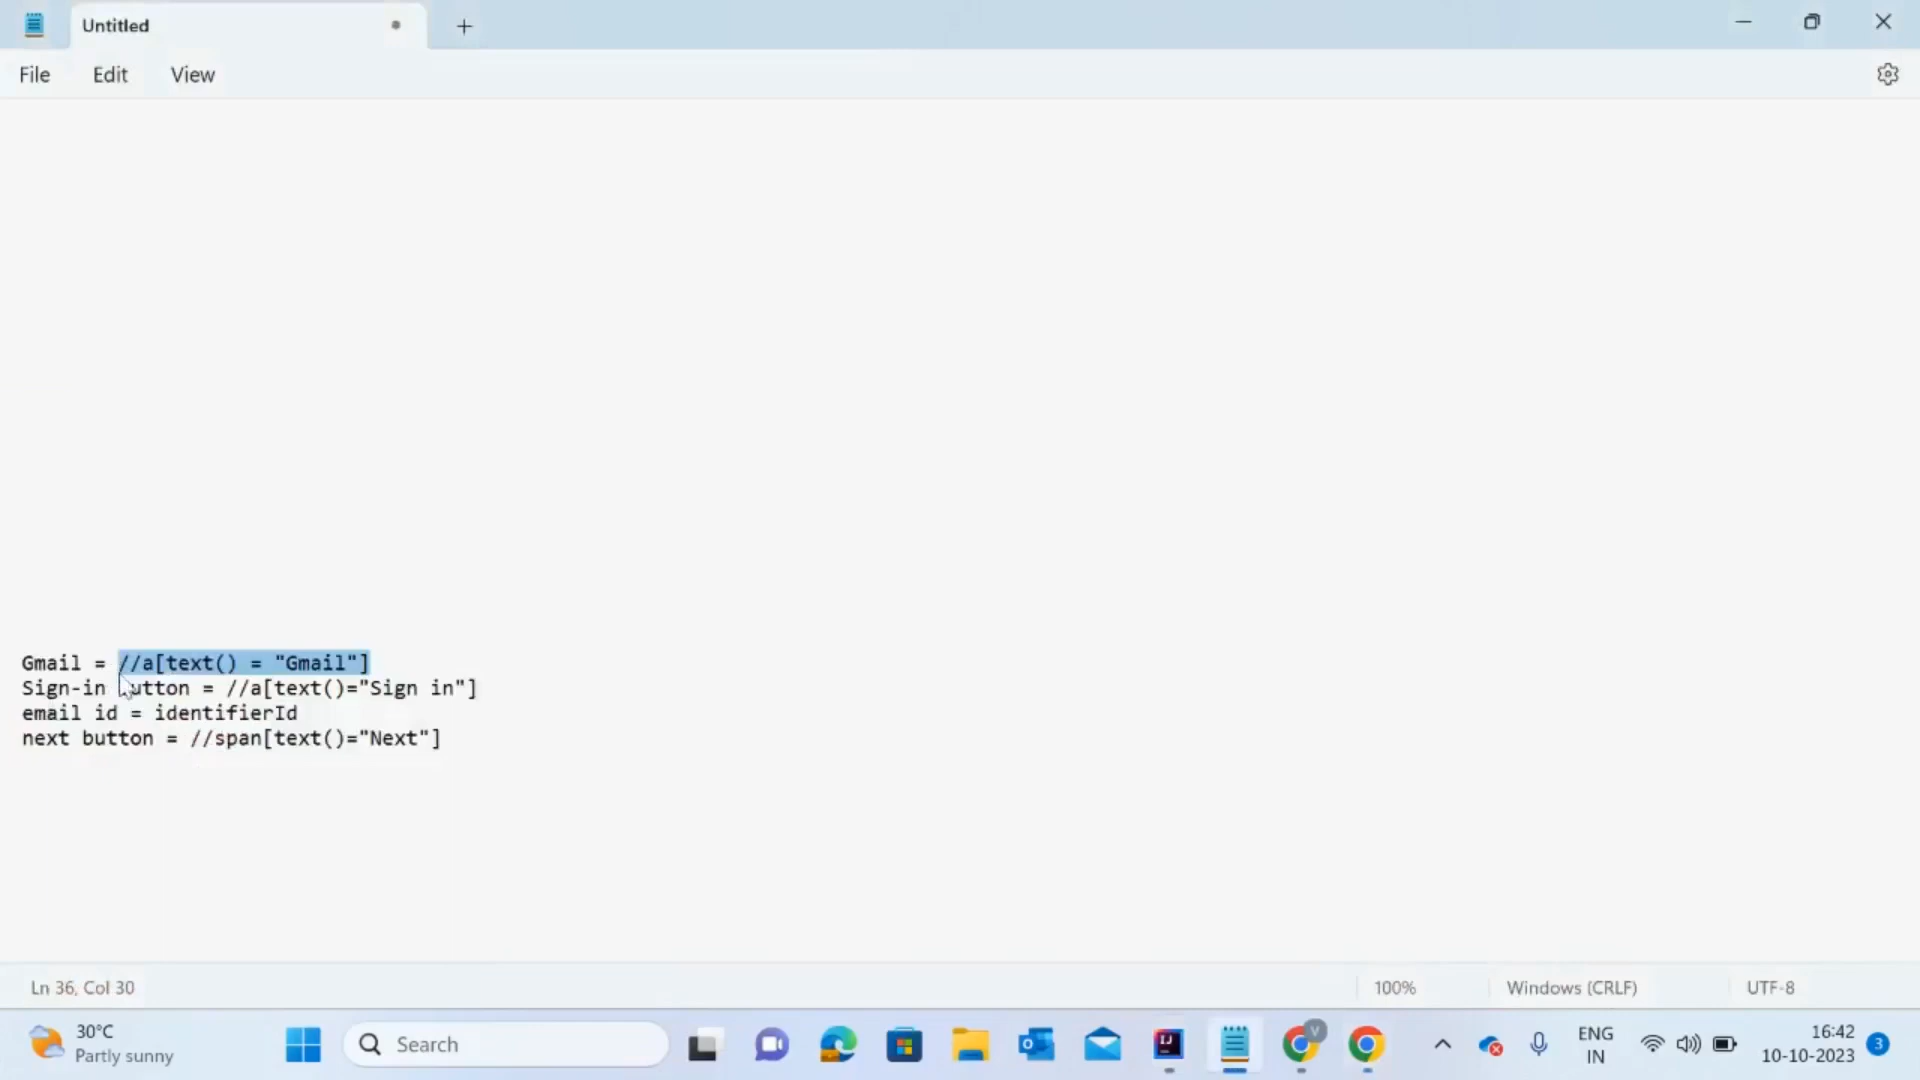 Untitled
File Edit View
Gmail = //a[text() = "Gmail"]
Sign-in button = //a[text()="Sign in"]
email id = identifierId
next button = //span[text()="Next"]
Ln 36, Col 30 100% Windows (CRLF) UTF-8
30°C
Partly sunny
Search
V
ENG
IN
16:42
10-10-2023
3